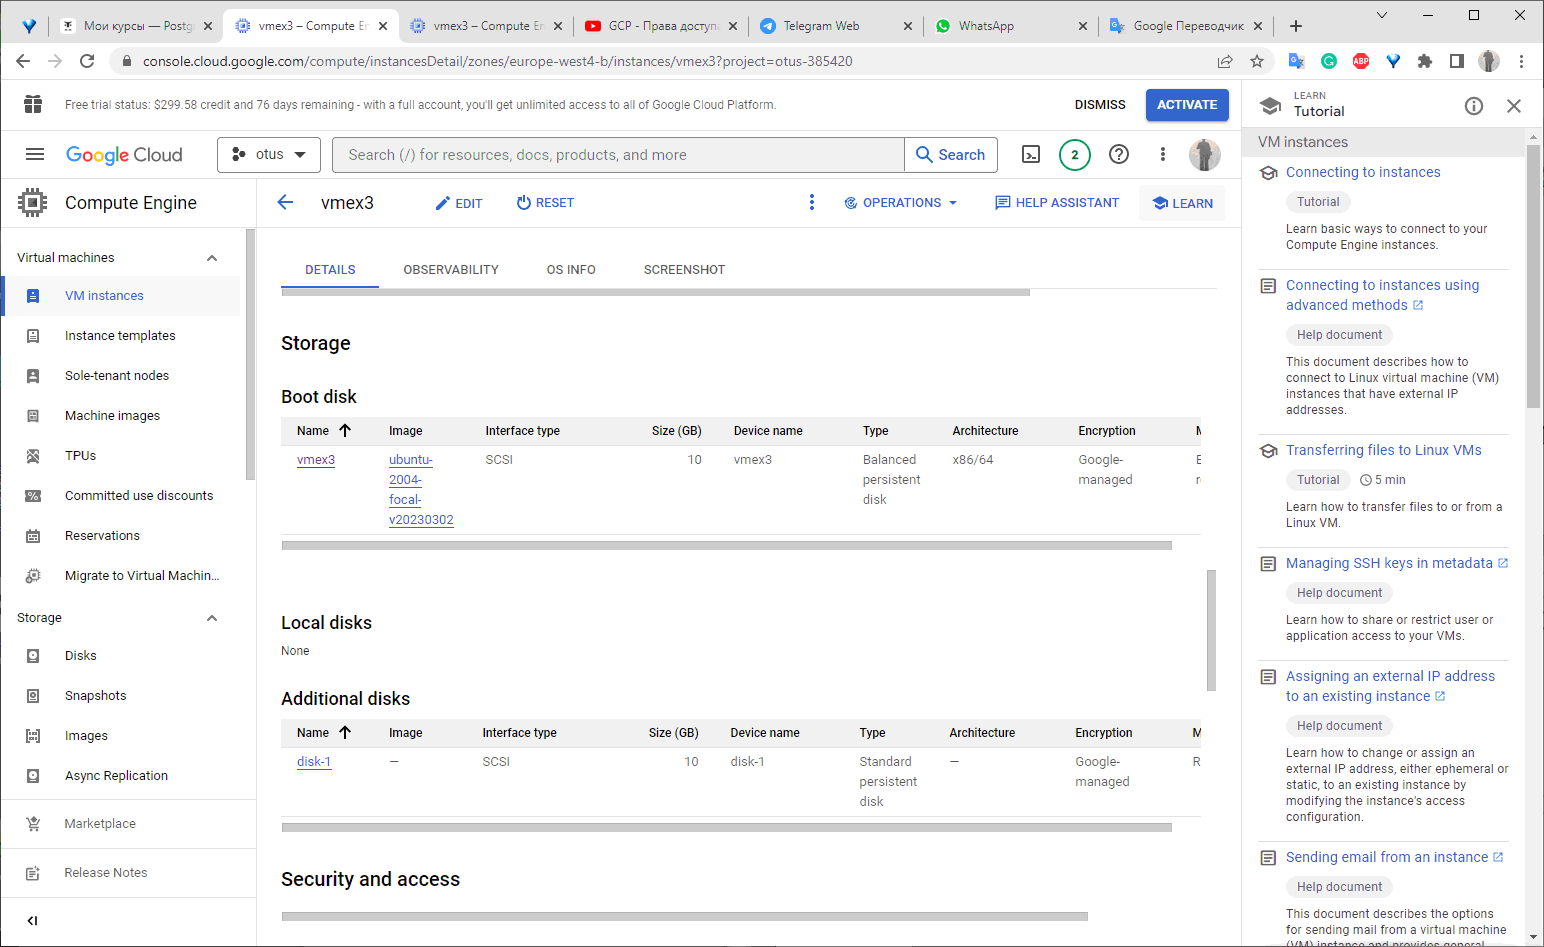 Мои курсы — Postg
vmex3 – Compute En
vmex3 – Compute En
GCP - Права доступа
Telegram Web
WhatsApp
Google Переводчик
console.cloud.google.com/compute/instancesDetail/zones/europe-west4-b/instances/vmex3?project=otus-385420
ABP
Free trial status: $299.58 credit and 76 days remaining - with a full account, you'll get unlimited access to all of Google Cloud Platform.
DISMISS
ACTIVATE
LEARN
Tutorial
Google Cloud
otus
Search (/) for resources, docs, products, and more
Search
2
Compute Engine
vmex3
EDIT
RESET
OPERATIONS
HELP ASSISTANT
LEARN
Virtual machines
VM instances
Instance templates
Sole-tenant nodes
Machine images
TPUs
Committed use discounts
Reservations
Migrate to Virtual Machin...
Storage
Disks
Snapshots
Images
Async Replication
Marketplace
Release Notes
DETAILS
OBSERVABILITY
OS INFO
SCREENSHOT
Storage
Boot disk
Name Image Interface type Size (GB) Device name Type Architecture Encryption M
vmex3 ubuntu- SCSI 10 vmex3 Balanced x86/64 Google-
2004- persistent managed
focal- disk
v20230302
Local disks
None
Additional disks
Name Image Interface type Size (GB) Device name Type Architecture Encryption M
disk-1 — SCSI 10 disk-1 Standard — Google- R
persistent managed
disk
Security and access
VM instances
Connecting to instances
Tutorial
Learn basic ways to connect to your
Compute Engine instances.
Connecting to instances using
advanced methods
Help document
This document describes how to
connect to Linux virtual machine (VM)
instances that have external IP
addresses.
Transferring files to Linux VMs
Tutorial 5 min
Learn how to transfer files to or from a
Linux VM.
Managing SSH keys in metadata
Help document
Learn how to share or restrict user or
application access to your VMs.
Assigning an external IP address
to an existing instance
Help document
Learn how to change or assign an
external IP address, either ephemeral or
static, to an existing instance by
modifying the instance's access
configuration.
Sending email from an instance
Help document
This document describes the options
for sending mail from a virtual machine
(VM) instance and provides general